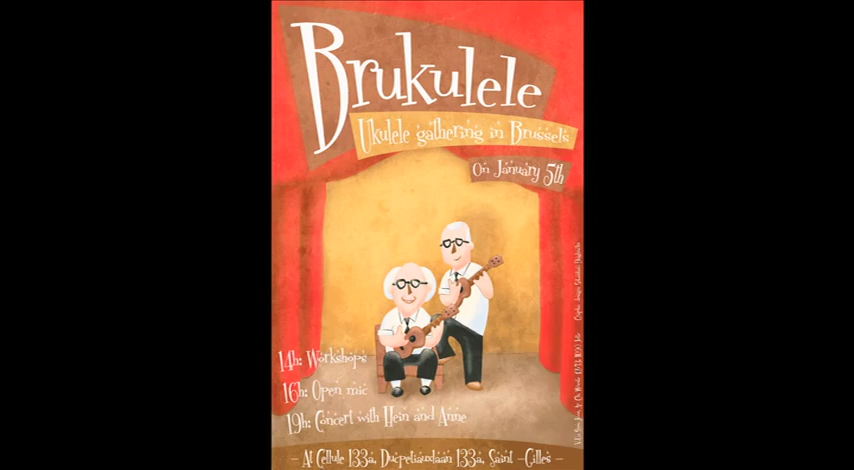 Brukulele
Ukulele gathering in Brussels
On January 5th
14h: Workshops
16h: Open mic
19h: Concert with Hein and Anne
- At Cellule 133a, Ducpetiauxlaan 133a, Saint -Gilles -